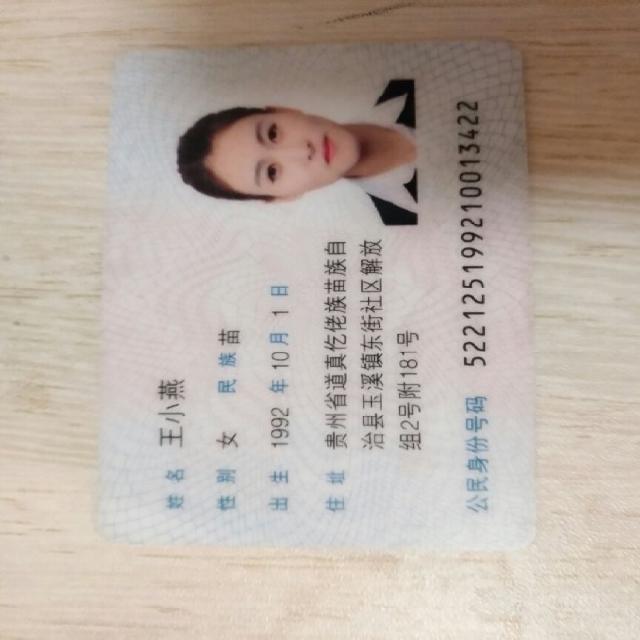 姓名 王小燕
性别 女 民族 苗
出生 1992 年 10 月 1 日
住址 贵州省道真仡佬族苗族自
治县玉溪镇东街社区解放
组2号附181号
公民身份号码 522125199210013422